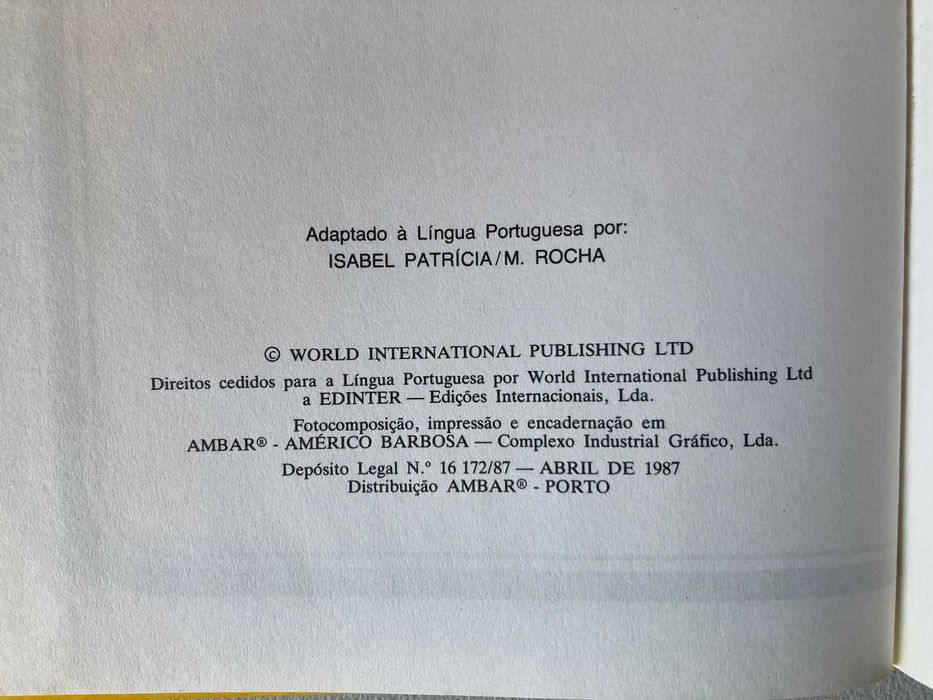 Adaptado à Língua Portuguesa por:
ISABEL PATRÍCIA/M. ROCHA
© WORLD INTERNATIONAL PUBLISHING LTD
Direitos cedidos para a Língua Portuguesa por World International Publishing Ltd
a EDINTER — Edições Internacionais, Lda.
Fotocomposição, impressão e encadernação em
AMBAR® - AMÉRICO BARBOSA — Complexo Industrial Gráfico, Lda.
Depósito Legal N.º 16 172/87 — ABRIL DE 1987
Distribuição AMBAR® - PORTO